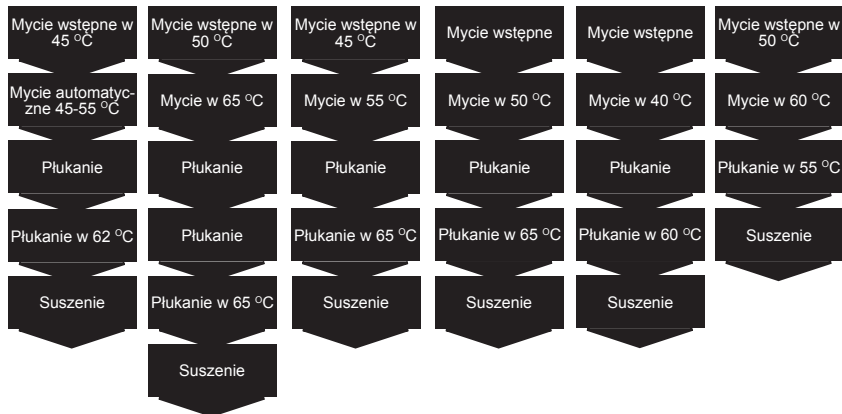 Mycie wstępne w
45 °C
Mycie automatyc-
zne 45-55 °C
Płukanie
Płukanie w 62 °C
Suszenie
Mycie wstępne w
50 °C
Mycie w 65 °C
Płukanie
Płukanie
Płukanie w 65 °C
Suszenie
Mycie wstępne w
45 °C
Mycie w 55 °C
Płukanie
Płukanie w 65 °C
Suszenie
Mycie wstępne
Mycie w 50 °C
Płukanie
Płukanie w 65 °C
Suszenie
Mycie wstępne
Mycie w 40 °C
Płukanie
Płukanie w 60 °C
Suszenie
Mycie wstępne w
50 °C
Mycie w 60 °C
Płukanie w 55 °C
Suszenie